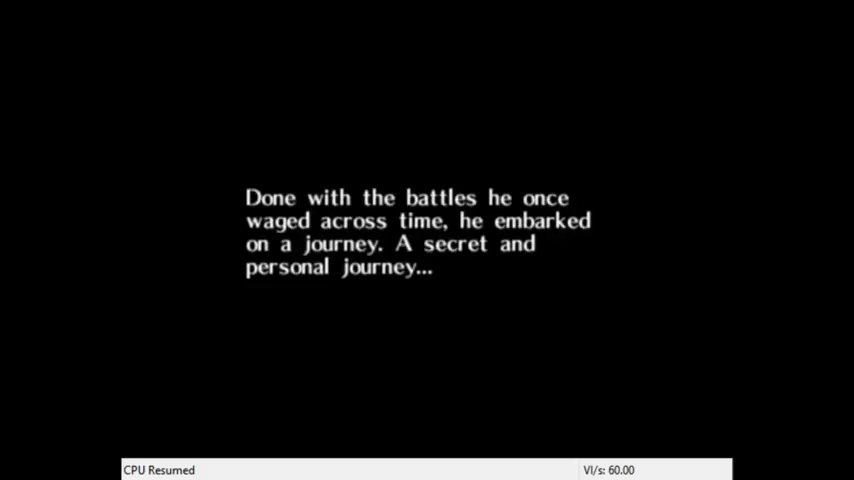 Done with the battles he once
waged across time, he embarked
on a journey. A secret and
personal journey...
CPU Resumed
VI/s: 60.00